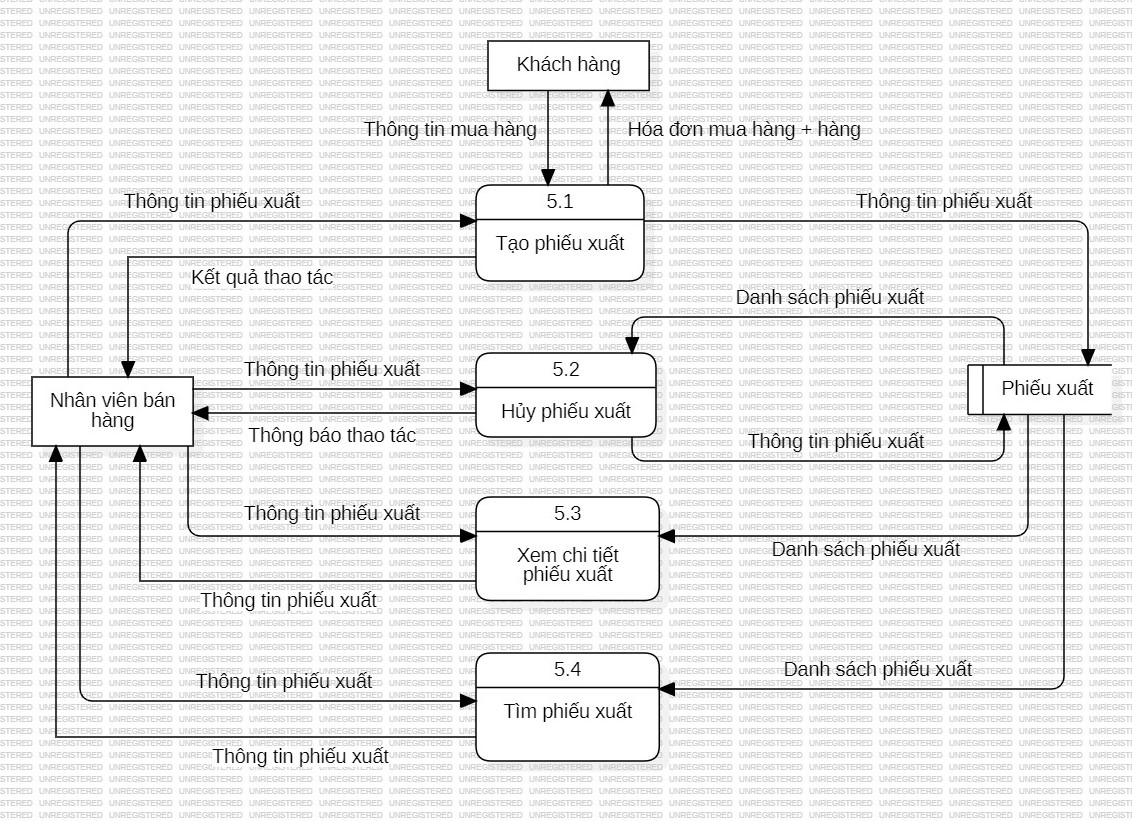 Khách hàng
Thông tin mua hàng
Hóa đơn mua hàng + hàng
Thông tin phiếu xuất
5.1
Thông tin phiếu xuất
Tạo phiếu xuất
Kết quả thao tác
Danh sách phiếu xuất
Thông tin phiếu xuất
5.2
Phiếu xuất
Nhân viên bán
hàng
Hủy phiếu xuất
Thông báo thao tác
Thông tin phiếu xuất
Thông tin phiếu xuất
5.3
Xem chi tiết
phiếu xuất
Danh sách phiếu xuất
Thông tin phiếu xuất
5.4
Danh sách phiếu xuất
Thông tin phiếu xuất
Tìm phiếu xuất
Thông tin phiếu xuất
UNREGISTERED